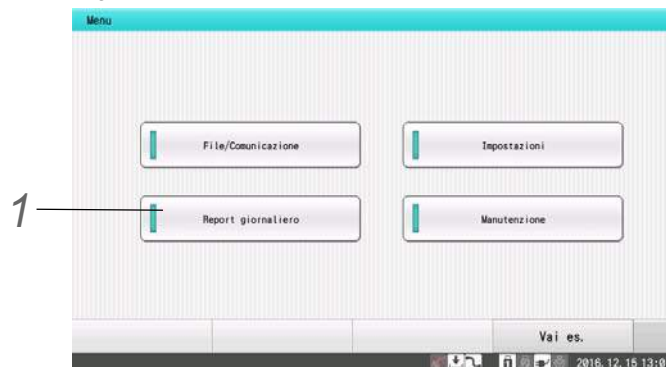 Menu
File/Comunicazione
Impostazioni
1
Report giornaliero
Manutenzione
Vai es.
2016.12.15 13:0